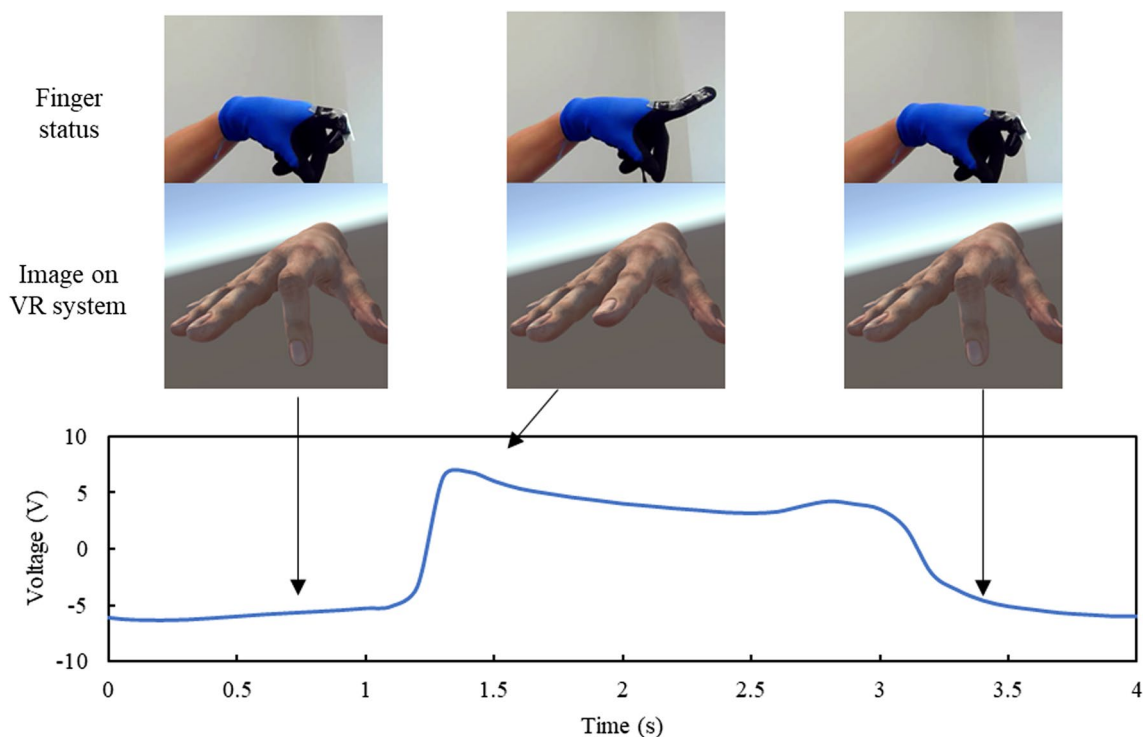 Finger
status
Image on
VR system
10
5
0
-5
-10
Voltage (V)
0 0.5 1 1.5 2 2.5 3 3.5 4
Time (s)